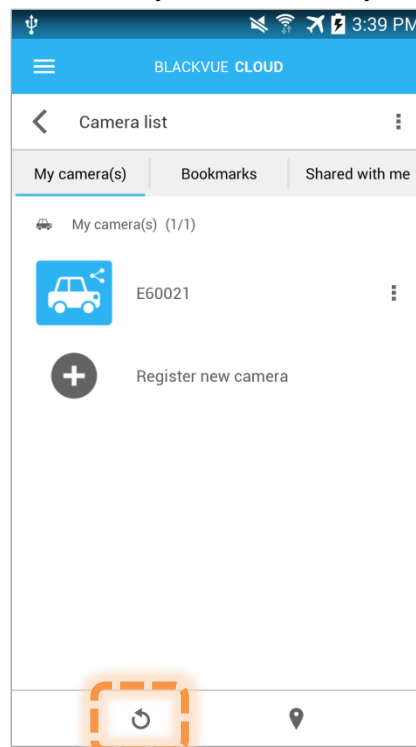 3:39 PM
BLACKVUE CLOUD
Camera list
My camera(s) Bookmarks Shared with me
My camera(s) (1/1)
E60021
Register new camera